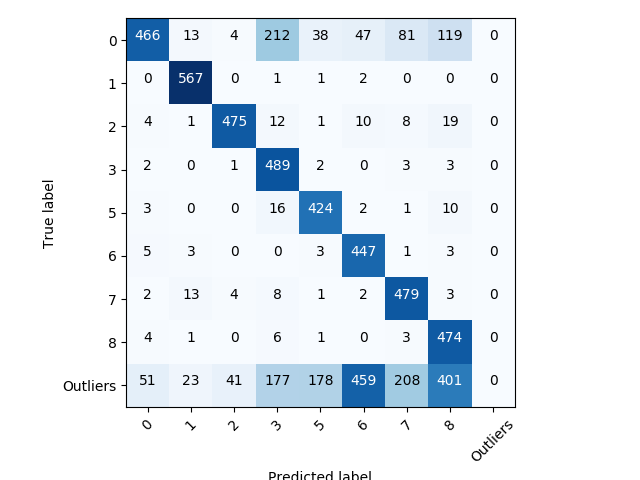 0 466 13 4 212 38 47 81 119 0
1 0 567 0 1 1 2 0 0 0
2 4 1 475 12 1 10 8 19 0
3 2 0 1 489 2 0 3 3 0
5 3 0 0 16 424 2 1 10 0
6 5 3 0 0 3 447 1 3 0
7 2 13 4 8 1 2 479 3 0
8 4 1 0 6 1 0 3 474 0
Outliers 51 23 41 177 178 459 208 401 0
0 1 2 3 5 6 7 8 Outliers
True label
Predicted label